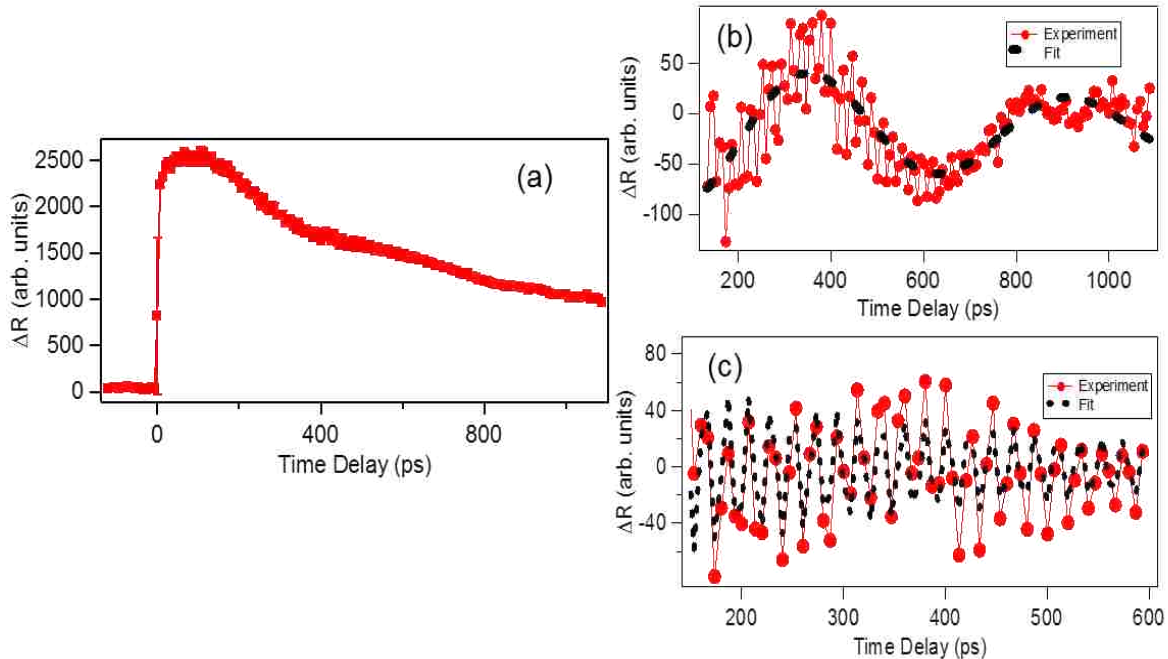 (a)
ΔR (arb. units)
2500
2000
1500
1000
500
0
0
400
800
Time Delay (ps)
(b)
Experiment
Fit
ΔR (arb. units)
50
0
-50
-100
200
400
600
800
1000
Time Delay (ps)
(c)
Experiment
Fit
ΔR (arb. units)
80
40
0
-40
200
300
400
500
600
Time Delay (ps)